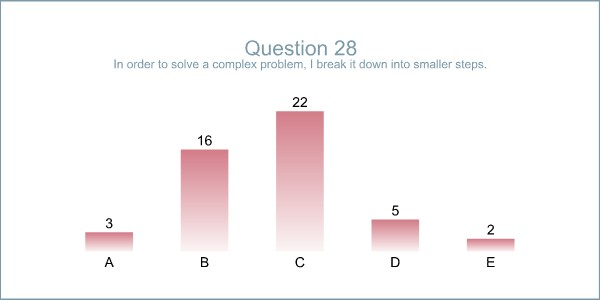 Question 28
In order to solve a complex problem, I break it down into smaller steps.
22
16
5
3
2
A B C D E